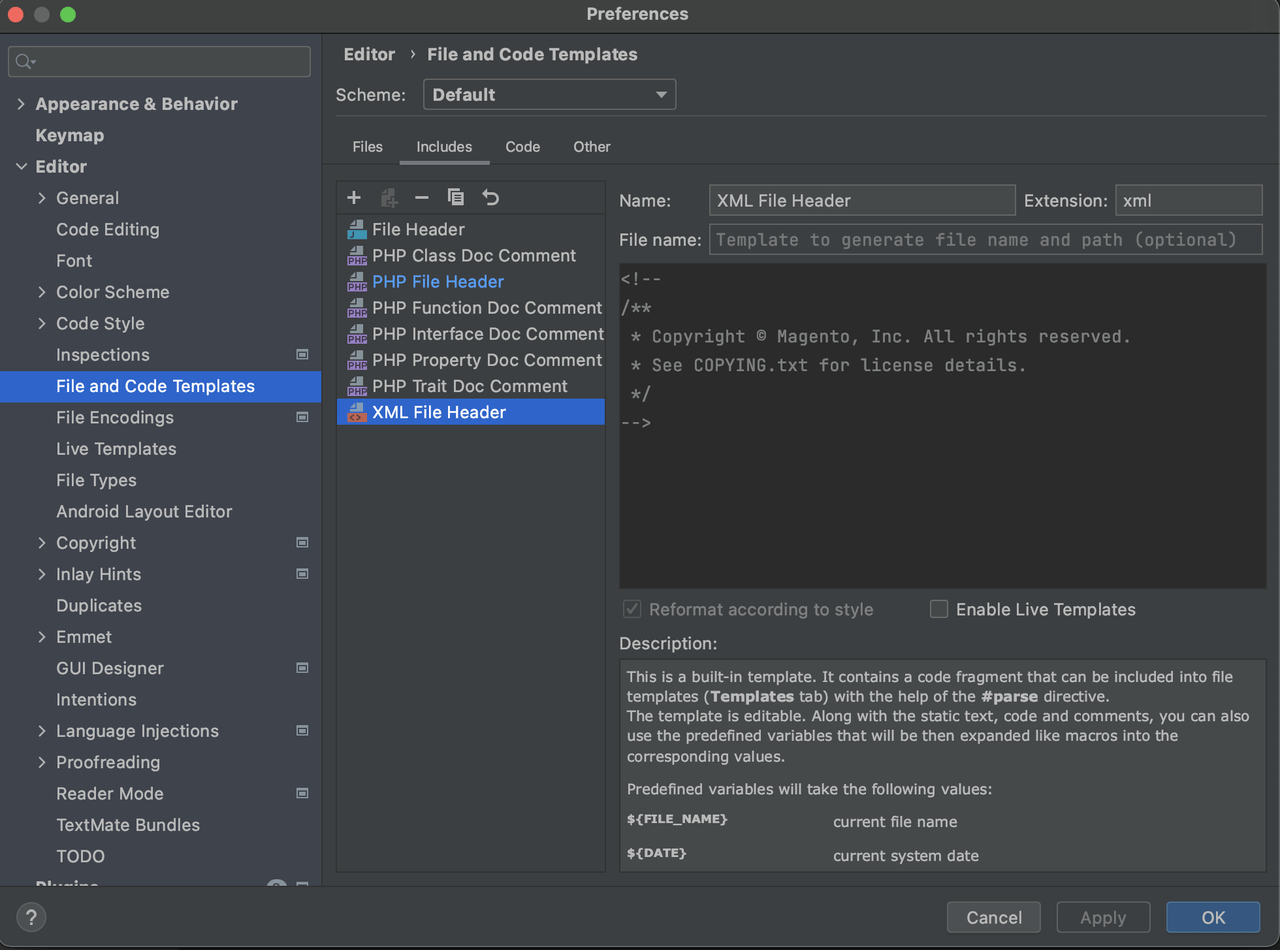 Preferences
Appearance & Behavior
Keymap
Editor
General
Code Editing
Font
Color Scheme
Code Style
Inspections
File and Code Templates
File Encodings
Live Templates
File Types
Android Layout Editor
Copyright
Inlay Hints
Duplicates
Emmet
GUI Designer
Intentions
Language Injections
Proofreading
Reader Mode
TextMate Bundles
TODO
Plugins
Editor › File and Code Templates
Scheme: Default
Files Includes Code Other
File Header
PHP Class Doc Comment
PHP File Header
PHP Function Doc Comment
PHP Interface Doc Comment
PHP Property Doc Comment
PHP Trait Doc Comment
XML File Header
Name: XML File Header Extension: xml
File name: Template to generate file name and path (optional)
<!--
/**
 * Copyright © Magento, Inc. All rights reserved.
 * See COPYING.txt for license details.
 */
-->
Reformat according to style Enable Live Templates
Description:
This is a built-in template. It contains a code fragment that can be included into file
templates (Templates tab) with the help of the #parse directive.
The template is editable. Along with the static text, code and comments, you can also
use the predefined variables that will be then expanded like macros into the
corresponding values.
Predefined variables will take the following values:
${FILE_NAME} current file name
${DATE} current system date
? Cancel Apply OK